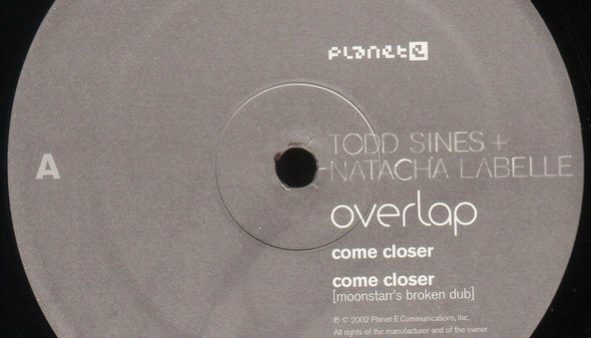 planet e
TODD SINES +
NATACHA LABELLE
A
overlap
come closer
come closer
[moonstarr's broken dub]
℗ © 2002 Planet E Communications, Inc.
All rights of the manufacturer and of the owner